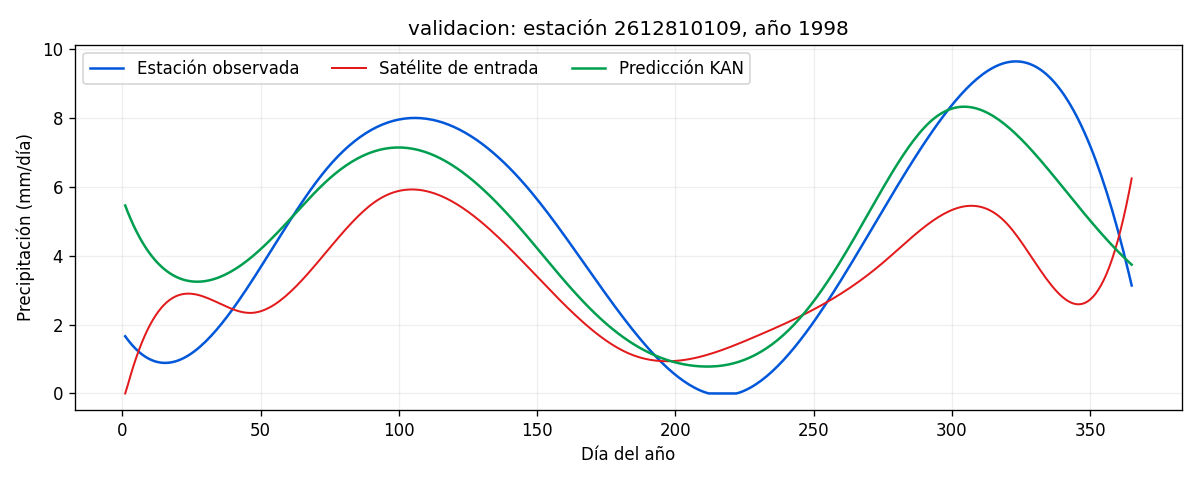 validacion: estación 2612810109, año 1998
Estación observada
Satélite de entrada
Predicción KAN
Precipitación (mm/día)
10
8
6
4
2
0
0 50 100 150 200 250 300 350
Día del año